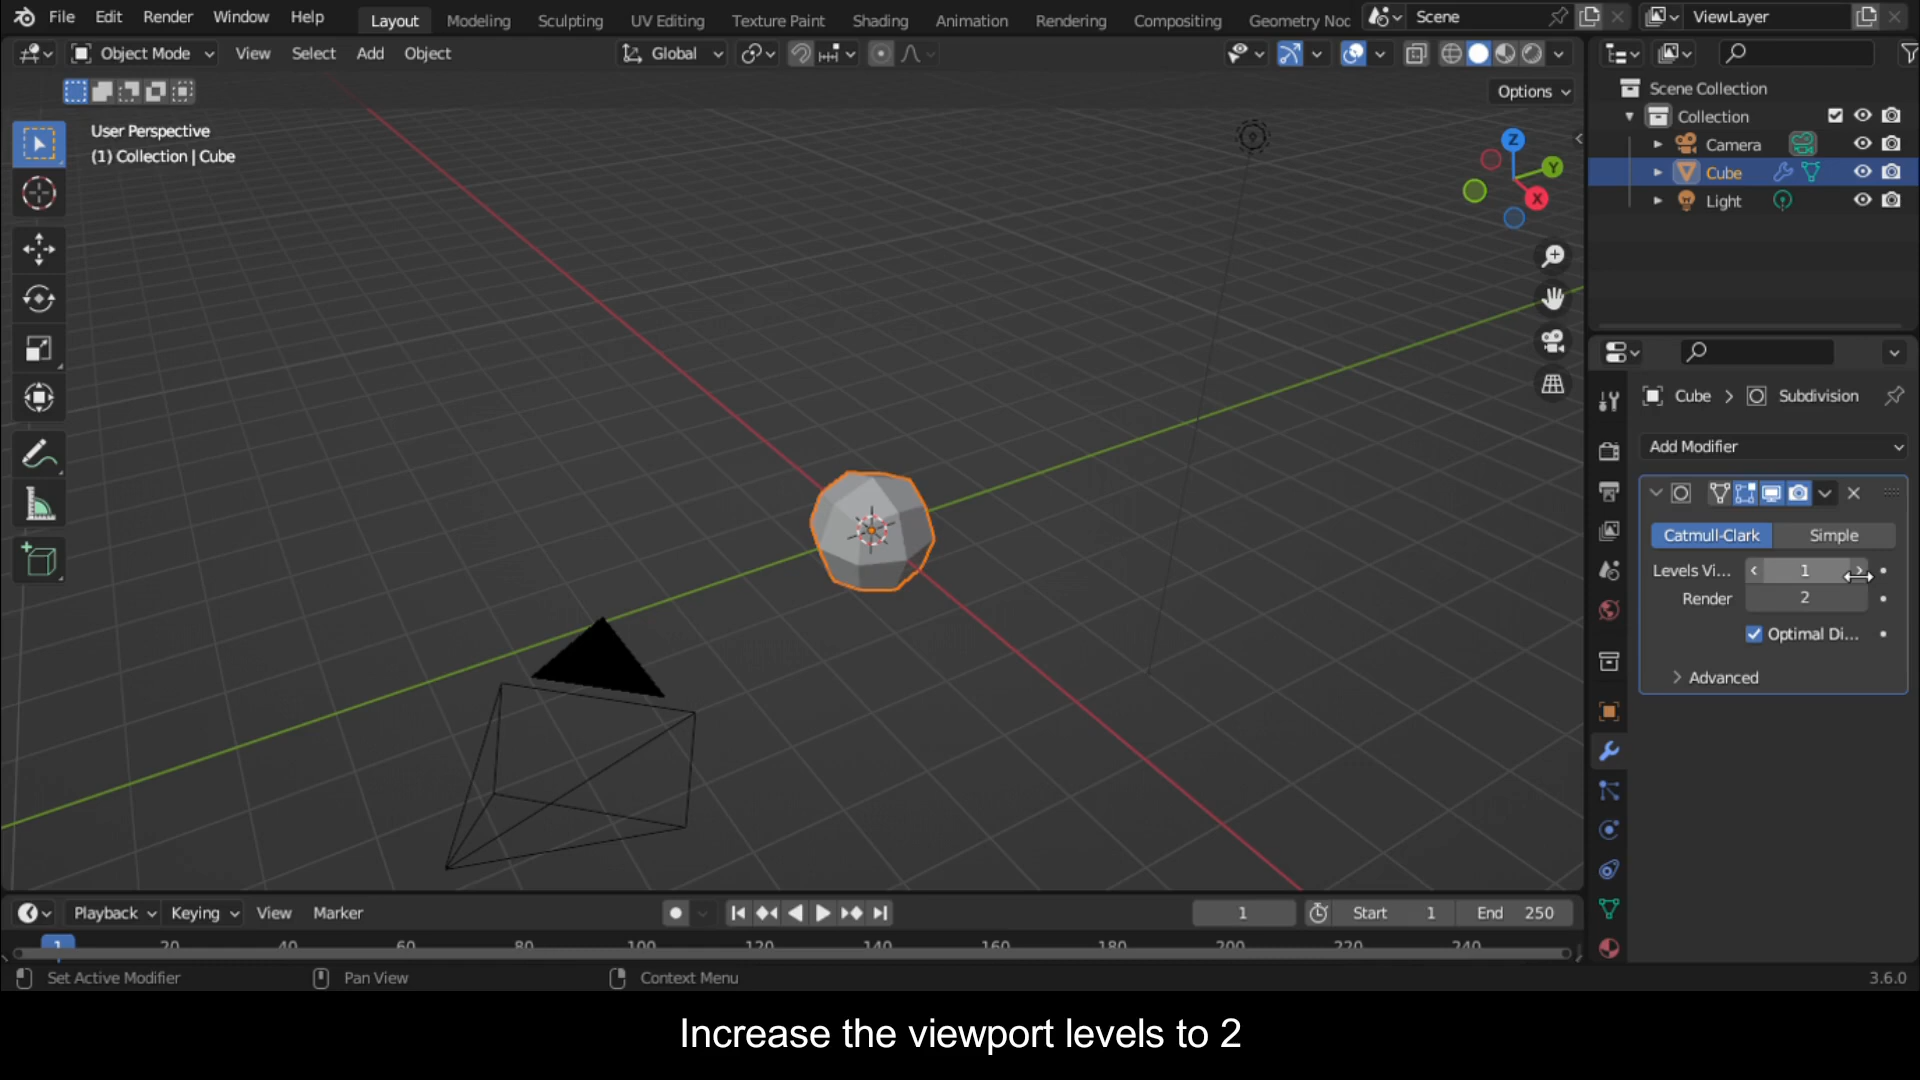 File Edit Render Window Help Layout Modeling Sculpting UV Editing Texture Paint Shading Animation Rendering Compositing Geometry Noc Scene ViewLayer
Object Mode View Select Add Object Global
Options
User Perspective
(1) Collection | Cube
Z
Y
X
Scene Collection
Collection
Camera
Cube
Light
Cube > Subdivision
Add Modifier
Catmull-Clark Simple
Levels Vi... 1
Render 2
Optimal Di...
Advanced
Playback Keying View Marker 1 Start 1 End 250
1 20 40 60 80 100 120 140 160 180 200 220 240
Set Active Modifier Pan View Context Menu 3.6.0
Increase the viewport levels to 2